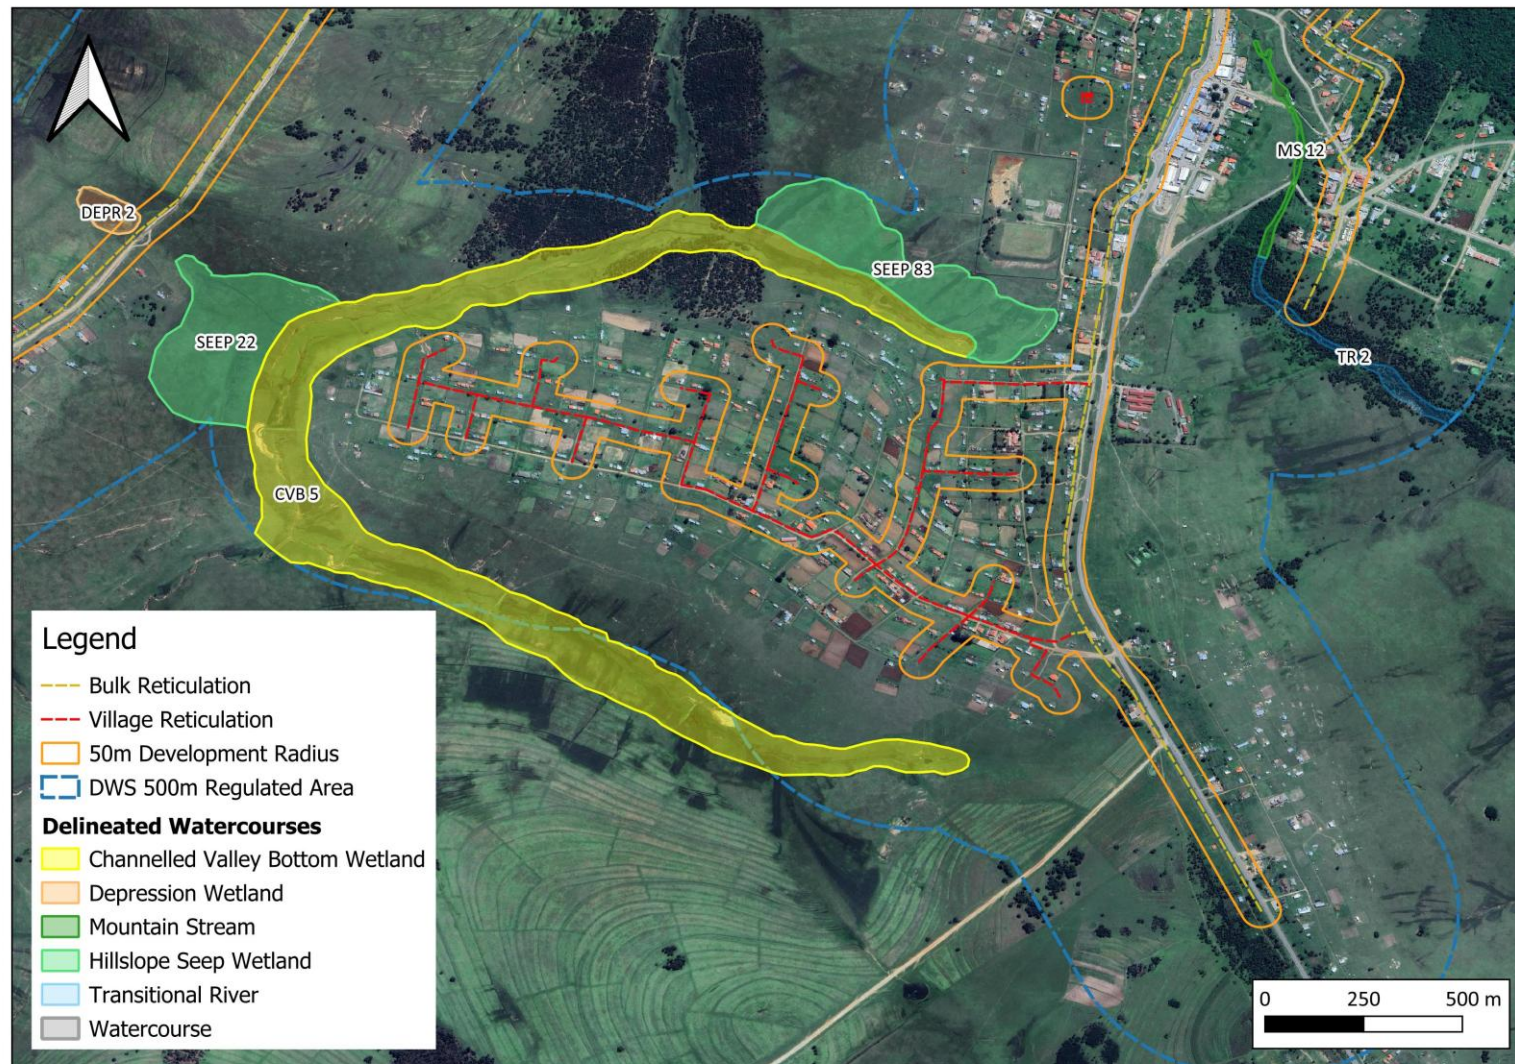 MS 12
DEPR 2
SEEP 83
SEEP 22
TR 2
CVB 5
Legend
Bulk Reticulation
Village Reticulation
50m Development Radius
DWS 500m Regulated Area
Delineated Watercourses
Channelled Valley Bottom Wetland
Depression Wetland
Mountain Stream
Hillslope Seep Wetland
Transitional River
Watercourse
0 250 500 m